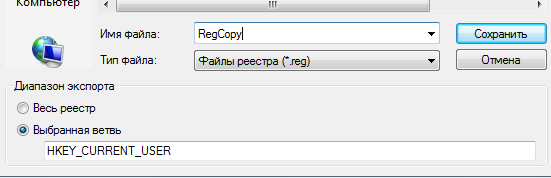 Компьютер
Имя файла: RegCopy Сохранить
Тип файла: Файлы реестра (*.reg) Отмена
Диапазон экспорта
Весь реестр
Выбранная ветвь
HKEY_CURRENT_USER